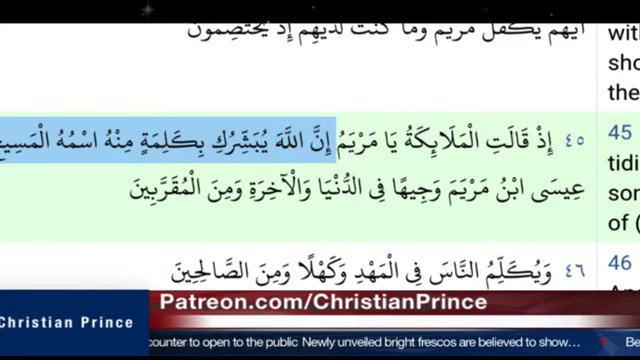 أَيُّهُمْ يَكْفُلُ مَرْيَمَ وَمَا كُنْتَ لَدَيْهِمْ إِذْ يَخْتَصِمُونَ
with
sho
the
٤٥ إِذْ قَالَتِ الْمَلَائِكَةُ يَا مَرْيَمُ إِنَّ اللَّهَ يُبَشِّرُكِ بِكَلِمَةٍ مِنْهُ اسْمُهُ الْمَسِيحُ
عِيسَى ابْنُ مَرْيَمَ وَجِيهًا فِي الدُّنْيَا وَالْآخِرَةِ وَمِنَ الْمُقَرَّبِينَ
45
tidi
son
of (
٤٦ وَيُكَلِّمُ النَّاسَ فِي الْمَهْدِ وَكَهْلًا وَمِنَ الصَّالِحِينَ
46
Patreon.com/ChristianPrince
Christian Prince
counter to open to the public Newly unveiled bright frescos are believed to show…
Be